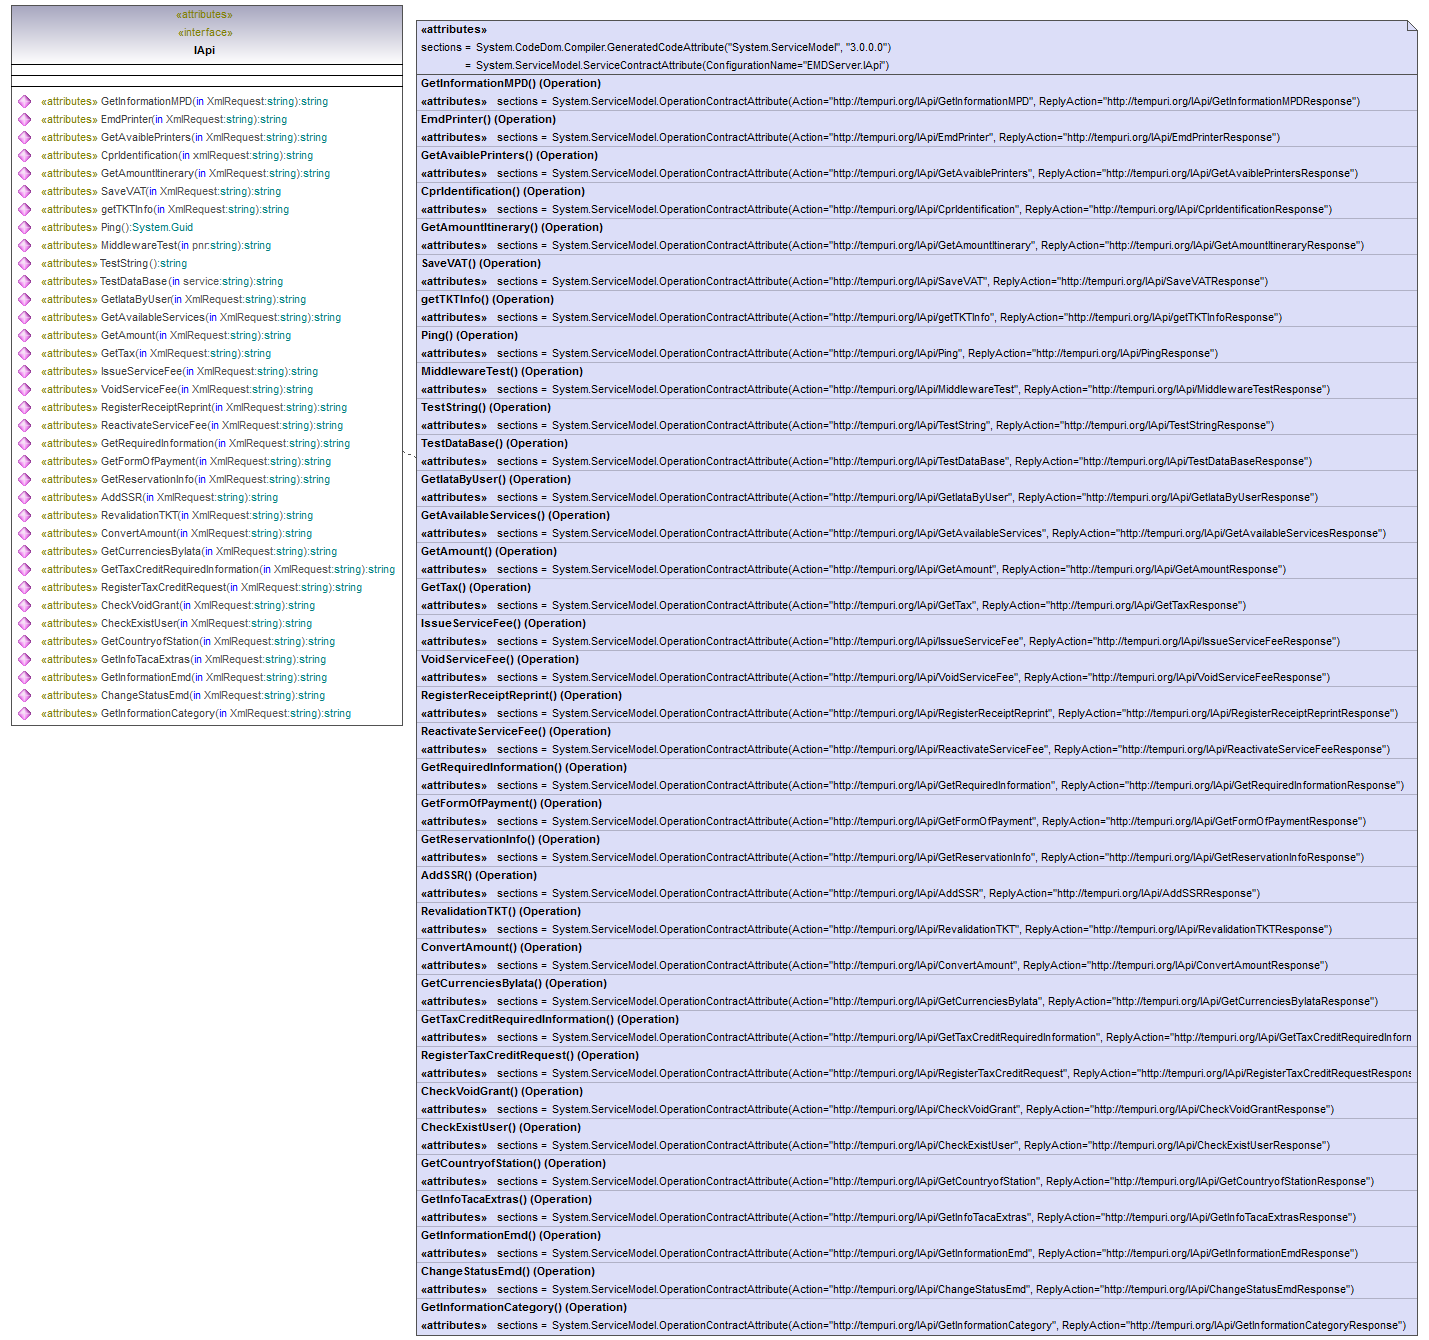 «attributes»
«interface»
IApi
«attributes» GetInformationMPD(in XmlRequest:string):string
«attributes» EmdPrinter(in XmlRequest:string):string
«attributes» GetAvaiblePrinters(in XmlRequest:string):string
«attributes» CprIdentification(in xmlRequest:string):string
«attributes» GetAmountItinerary(in XmlRequest:string):string
«attributes» SaveVAT(in XmlRequest:string):string
«attributes» getTKTInfo(in XmlRequest:string):string
«attributes» Ping():System.Guid
«attributes» MiddlewareTest(in pnr:string):string
«attributes» TestString():string
«attributes» TestDataBase(in service:string):string
«attributes» GetIataByUser(in XmlRequest:string):string
«attributes» GetAvailableServices(in XmlRequest:string):string
«attributes» GetAmount(in XmlRequest:string):string
«attributes» GetTax(in XmlRequest:string):string
«attributes» IssueServiceFee(in XmlRequest:string):string
«attributes» VoidServiceFee(in XmlRequest:string):string
«attributes» RegisterReceiptReprint(in XmlRequest:string):string
«attributes» ReactivateServiceFee(in XmlRequest:string):string
«attributes» GetRequiredInformation(in XmlRequest:string):string
«attributes» GetFormOfPayment(in XmlRequest:string):string
«attributes» GetReservationInfo(in XmlRequest:string):string
«attributes» AddSSR(in XmlRequest:string):string
«attributes» RevalidationTKT(in XmlRequest:string):string
«attributes» ConvertAmount(in XmlRequest:string):string
«attributes» GetCurrenciesByIata(in XmlRequest:string):string
«attributes» GetTaxCreditRequiredInformation(in XmlRequest:string):string
«attributes» RegisterTaxCreditRequest(in XmlRequest:string):string
«attributes» CheckVoidGrant(in XmlRequest:string):string
«attributes» CheckExistUser(in XmlRequest:string):string
«attributes» GetCountryofStation(in XmlRequest:string):string
«attributes» GetInfoTacaExtras(in XmlRequest:string):string
«attributes» GetInformationEmd(in XmlRequest:string):string
«attributes» ChangeStatusEmd(in XmlRequest:string):string
«attributes» GetInformationCategory(in XmlRequest:string):string
«attributes»
sections = System.CodeDom.Compiler.GeneratedCodeAttribute("System.ServiceModel", "3.0.0.0")
= System.ServiceModel.ServiceContractAttribute(ConfigurationName="EMDServer.IApi")
GetInformationMPD() (Operation)
«attributes» sections = System.ServiceModel.OperationContractAttribute(Action="http://tempuri.org/IApi/GetInformationMPD", ReplyAction="http://tempuri.org/IApi/GetInformationMPDResponse")
EmdPrinter() (Operation)
«attributes» sections = System.ServiceModel.OperationContractAttribute(Action="http://tempuri.org/IApi/EmdPrinter", ReplyAction="http://tempuri.org/IApi/EmdPrinterResponse")
GetAvaiblePrinters() (Operation)
«attributes» sections = System.ServiceModel.OperationContractAttribute(Action="http://tempuri.org/IApi/GetAvaiblePrinters", ReplyAction="http://tempuri.org/IApi/GetAvaiblePrintersResponse")
CprIdentification() (Operation)
«attributes» sections = System.ServiceModel.OperationContractAttribute(Action="http://tempuri.org/IApi/CprIdentification", ReplyAction="http://tempuri.org/IApi/CprIdentificationResponse")
GetAmountItinerary() (Operation)
«attributes» sections = System.ServiceModel.OperationContractAttribute(Action="http://tempuri.org/IApi/GetAmountItinerary", ReplyAction="http://tempuri.org/IApi/GetAmountItineraryResponse")
SaveVAT() (Operation)
«attributes» sections = System.ServiceModel.OperationContractAttribute(Action="http://tempuri.org/IApi/SaveVAT", ReplyAction="http://tempuri.org/IApi/SaveVATResponse")
getTKTInfo() (Operation)
«attributes» sections = System.ServiceModel.OperationContractAttribute(Action="http://tempuri.org/IApi/getTKTInfo", ReplyAction="http://tempuri.org/IApi/getTKTInfoResponse")
Ping() (Operation)
«attributes» sections = System.ServiceModel.OperationContractAttribute(Action="http://tempuri.org/IApi/Ping", ReplyAction="http://tempuri.org/IApi/PingResponse")
MiddlewareTest() (Operation)
«attributes» sections = System.ServiceModel.OperationContractAttribute(Action="http://tempuri.org/IApi/MiddlewareTest", ReplyAction="http://tempuri.org/IApi/MiddlewareTestResponse")
TestString() (Operation)
«attributes» sections = System.ServiceModel.OperationContractAttribute(Action="http://tempuri.org/IApi/TestString", ReplyAction="http://tempuri.org/IApi/TestStringResponse")
TestDataBase() (Operation)
«attributes» sections = System.ServiceModel.OperationContractAttribute(Action="http://tempuri.org/IApi/TestDataBase", ReplyAction="http://tempuri.org/IApi/TestDataBaseResponse")
GetIataByUser() (Operation)
«attributes» sections = System.ServiceModel.OperationContractAttribute(Action="http://tempuri.org/IApi/GetIataByUser", ReplyAction="http://tempuri.org/IApi/GetIataByUserResponse")
GetAvailableServices() (Operation)
«attributes» sections = System.ServiceModel.OperationContractAttribute(Action="http://tempuri.org/IApi/GetAvailableServices", ReplyAction="http://tempuri.org/IApi/GetAvailableServicesResponse")
GetAmount() (Operation)
«attributes» sections = System.ServiceModel.OperationContractAttribute(Action="http://tempuri.org/IApi/GetAmount", ReplyAction="http://tempuri.org/IApi/GetAmountResponse")
GetTax() (Operation)
«attributes» sections = System.ServiceModel.OperationContractAttribute(Action="http://tempuri.org/IApi/GetTax", ReplyAction="http://tempuri.org/IApi/GetTaxResponse")
IssueServiceFee() (Operation)
«attributes» sections = System.ServiceModel.OperationContractAttribute(Action="http://tempuri.org/IApi/IssueServiceFee", ReplyAction="http://tempuri.org/IApi/IssueServiceFeeResponse")
VoidServiceFee() (Operation)
«attributes» sections = System.ServiceModel.OperationContractAttribute(Action="http://tempuri.org/IApi/VoidServiceFee", ReplyAction="http://tempuri.org/IApi/VoidServiceFeeResponse")
RegisterReceiptReprint() (Operation)
«attributes» sections = System.ServiceModel.OperationContractAttribute(Action="http://tempuri.org/IApi/RegisterReceiptReprint", ReplyAction="http://tempuri.org/IApi/RegisterReceiptReprintResponse")
ReactivateServiceFee() (Operation)
«attributes» sections = System.ServiceModel.OperationContractAttribute(Action="http://tempuri.org/IApi/ReactivateServiceFee", ReplyAction="http://tempuri.org/IApi/ReactivateServiceFeeResponse")
GetRequiredInformation() (Operation)
«attributes» sections = System.ServiceModel.OperationContractAttribute(Action="http://tempuri.org/IApi/GetRequiredInformation", ReplyAction="http://tempuri.org/IApi/GetRequiredInformationResponse")
GetFormOfPayment() (Operation)
«attributes» sections = System.ServiceModel.OperationContractAttribute(Action="http://tempuri.org/IApi/GetFormOfPayment", ReplyAction="http://tempuri.org/IApi/GetFormOfPaymentResponse")
GetReservationInfo() (Operation)
«attributes» sections = System.ServiceModel.OperationContractAttribute(Action="http://tempuri.org/IApi/GetReservationInfo", ReplyAction="http://tempuri.org/IApi/GetReservationInfoResponse")
AddSSR() (Operation)
«attributes» sections = System.ServiceModel.OperationContractAttribute(Action="http://tempuri.org/IApi/AddSSR", ReplyAction="http://tempuri.org/IApi/AddSSRResponse")
RevalidationTKT() (Operation)
«attributes» sections = System.ServiceModel.OperationContractAttribute(Action="http://tempuri.org/IApi/RevalidationTKT", ReplyAction="http://tempuri.org/IApi/RevalidationTKTResponse")
ConvertAmount() (Operation)
«attributes» sections = System.ServiceModel.OperationContractAttribute(Action="http://tempuri.org/IApi/ConvertAmount", ReplyAction="http://tempuri.org/IApi/ConvertAmountResponse")
GetCurrenciesByIata() (Operation)
«attributes» sections = System.ServiceModel.OperationContractAttribute(Action="http://tempuri.org/IApi/GetCurrenciesByIata", ReplyAction="http://tempuri.org/IApi/GetCurrenciesByIataResponse")
GetTaxCreditRequiredInformation() (Operation)
«attributes» sections = System.ServiceModel.OperationContractAttribute(Action="http://tempuri.org/IApi/GetTaxCreditRequiredInformation", ReplyAction="http://tempuri.org/IApi/GetTaxCreditRequiredInforn
RegisterTaxCreditRequest() (Operation)
«attributes» sections = System.ServiceModel.OperationContractAttribute(Action="http://tempuri.org/IApi/RegisterTaxCreditRequest", ReplyAction="http://tempuri.org/IApi/RegisterTaxCreditRequestRespons
CheckVoidGrant() (Operation)
«attributes» sections = System.ServiceModel.OperationContractAttribute(Action="http://tempuri.org/IApi/CheckVoidGrant", ReplyAction="http://tempuri.org/IApi/CheckVoidGrantResponse")
CheckExistUser() (Operation)
«attributes» sections = System.ServiceModel.OperationContractAttribute(Action="http://tempuri.org/IApi/CheckExistUser", ReplyAction="http://tempuri.org/IApi/CheckExistUserResponse")
GetCountryofStation() (Operation)
«attributes» sections = System.ServiceModel.OperationContractAttribute(Action="http://tempuri.org/IApi/GetCountryofStation", ReplyAction="http://tempuri.org/IApi/GetCountryofStationResponse")
GetInfoTacaExtras() (Operation)
«attributes» sections = System.ServiceModel.OperationContractAttribute(Action="http://tempuri.org/IApi/GetInfoTacaExtras", ReplyAction="http://tempuri.org/IApi/GetInfoTacaExtrasResponse")
GetInformationEmd() (Operation)
«attributes» sections = System.ServiceModel.OperationContractAttribute(Action="http://tempuri.org/IApi/GetInformationEmd", ReplyAction="http://tempuri.org/IApi/GetInformationEmdResponse")
ChangeStatusEmd() (Operation)
«attributes» sections = System.ServiceModel.OperationContractAttribute(Action="http://tempuri.org/IApi/ChangeStatusEmd", ReplyAction="http://tempuri.org/IApi/ChangeStatusEmdResponse")
GetInformationCategory() (Operation)
«attributes» sections = System.ServiceModel.OperationContractAttribute(Action="http://tempuri.org/IApi/GetInformationCategory", ReplyAction="http://tempuri.org/IApi/GetInformationCategoryResponse")